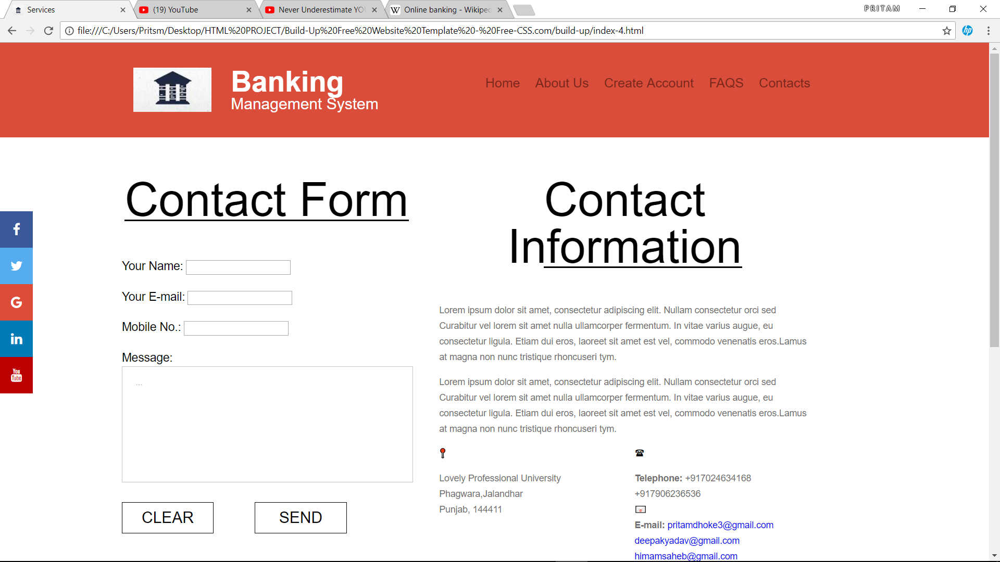 Services
(19) YouTube
Never Underestimate YO
Online banking - Wikiped
PRITAM
file:///C:/Users/Pritsm/Desktop/HTML%20PROJECT/Build-Up%20Free%20Website%20Template%20-%20Free-CSS.com/build-up/index-4.html
Banking
Management System
Home About Us Create Account FAQS Contacts
Contact Form
Your Name:
Your E-mail:
Mobile No.:
Message:
...
CLEAR SEND
You
Tube
Contact
Information
Lorem ipsum dolor sit amet, consectetur adipiscing elit. Nullam consectetur orci sed
Curabitur vel lorem sit amet nulla ullamcorper fermentum. In vitae varius augue, eu
consectetur ligula. Etiam dui eros, laoreet sit amet est vel, commodo venenatis eros.Lamus
at magna non nunc tristique rhoncuseri tym.
Lorem ipsum dolor sit amet, consectetur adipiscing elit. Nullam consectetur orci sed
Curabitur vel lorem sit amet nulla ullamcorper fermentum. In vitae varius augue, eu
consectetur ligula. Etiam dui eros, laoreet sit amet est vel, commodo venenatis eros.Lamus
at magna non nunc tristique rhoncuseri tym.
Lovely Professional University
Phagwara,Jalandhar
Punjab, 144411
Telephone: +917024634168
+917906236536
E-mail: pritamdhoke3@gmail.com
deepakyadav@gmail.com
himamsaheb@gmail.com